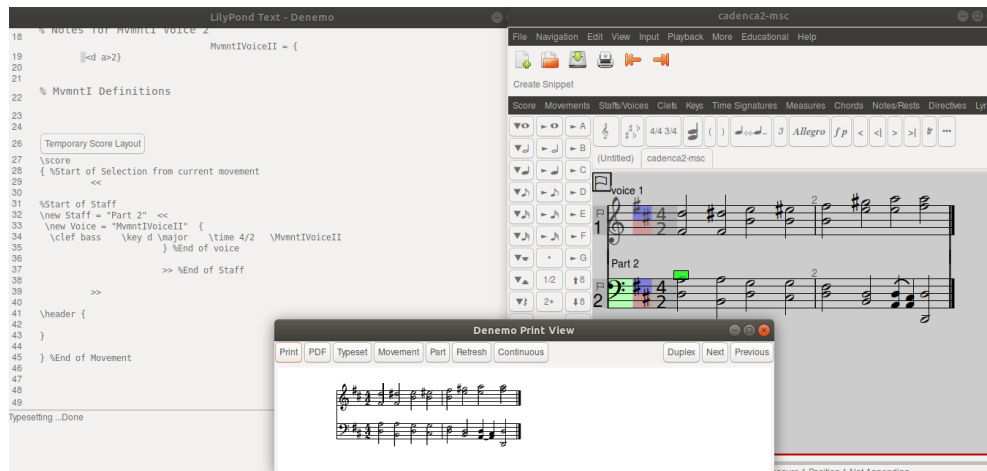 LilyPond Text - Denemo
18 % Notes for MvmntI Voice 2
MvmntIVoiceII = {
19 <d a>2}
20
21
22 % MvmntI Definitions
23
24
26 Temporary Score Layout
27 \score
28 { %Start of Selection from current movement
29 <<
30
31 %Start of Staff
32 \new Staff = "Part 2" <<
33 \new Voice = "MvmntIVoiceII" {
34 \clef bass \key d \major \time 4/2 \MvmntIVoiceII
35 } %End of voice
36
37 >> %End of Staff
38
39 >>
40
41 \header {
42
43 }
44
45 } %End of Movement
46
47
48
49
Typesetting ...Done
cadenca2-msc
File Navigation Edit View Input Playback More Educational Help
Create Snippet
Score Movements Staffs/Voices Clefs Keys Time Signatures Measures Chords Notes/Rests Directives Lyr
A 4/4 3/4 ( ) 3 Allegro f p < <| > >| tr •••
B
(Untitled) cadenca2-msc
C
D voice 1
E 2
F 1 4 2
G Part 2
1/2 8 2
2 4 2
2* 8
Denemo Print View
Print PDF Typeset Movement Part Refresh Continuous Duplex Next Previous